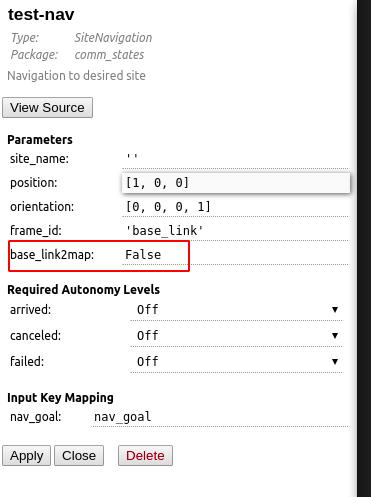 test-nav
Type: SiteNavigation
Package: comm_states
Navigation to desired site
View Source
Parameters
site_name: ''
position: [1, 0, 0]
orientation: [0, 0, 0, 1]
frame_id: 'base_link'
base_link2map: False
Required Autonomy Levels
arrived: Off ▼
canceled: Off ▼
failed: Off ▼
Input Key Mapping
nav_goal: nav_goal
Apply Close Delete